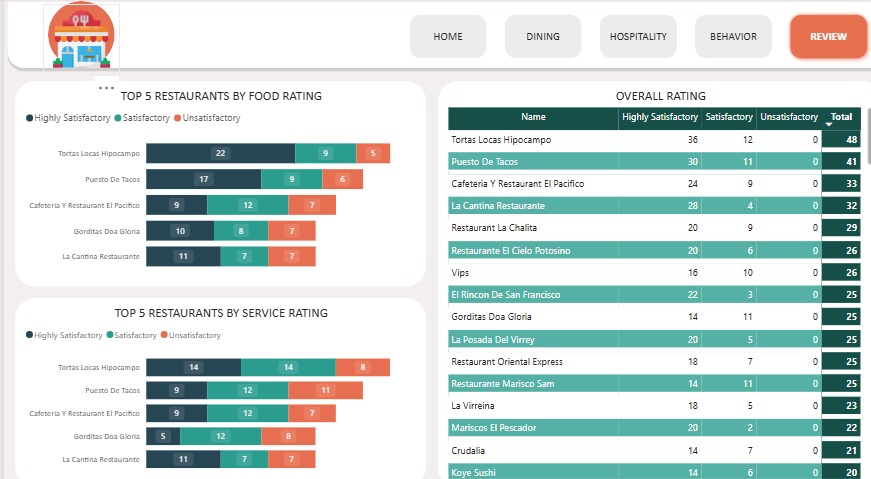 HOME DINING HOSPITALITY BEHAVIOR REVIEW
TOP 5 RESTAURANTS BY FOOD RATING
Highly Satisfactory Satisfactory Unsatisfactory
Tortas Locas Hipocampo 22 9 5
Puesto De Tacos 17 9 6
Cafeteria Y Restaurant El Pacifico 9 12 7
Gorditas Doa Gloria 10 8 7
La Cantina Restaurante 11 7 7
TOP 5 RESTAURANTS BY SERVICE RATING
Highly Satisfactory Satisfactory Unsatisfactory
Tortas Locas Hipocampo 14 14 8
Puesto De Tacos 9 12 11
Cafeteria Y Restaurant El Pacifico 9 12 7
Gorditas Doa Gloria 5 12 8
La Cantina Restaurante 11 7 7
OVERALL RATING
Name Highly Satisfactory Satisfactory Unsatisfactory Total
Tortas Locas Hipocampo 36 12 0 48
Puesto De Tacos 30 11 0 41
Cafeteria Y Restaurant El Pacifico 24 9 0 33
La Cantina Restaurante 28 4 0 32
Restaurant La Chalita 20 9 0 29
Restaurante El Cielo Potosino 20 6 0 26
Vips 16 10 0 26
El Rincon De San Francisco 22 3 0 25
Gorditas Doa Gloria 14 11 0 25
La Posada Del Virrey 20 5 0 25
Restaurant Oriental Express 18 7 0 25
Restaurante Marisco Sam 14 11 0 25
La Virreina 18 5 0 23
Mariscos El Pescador 20 2 0 22
Crudalia 14 7 0 21
Koye Sushi 14 6 0 20